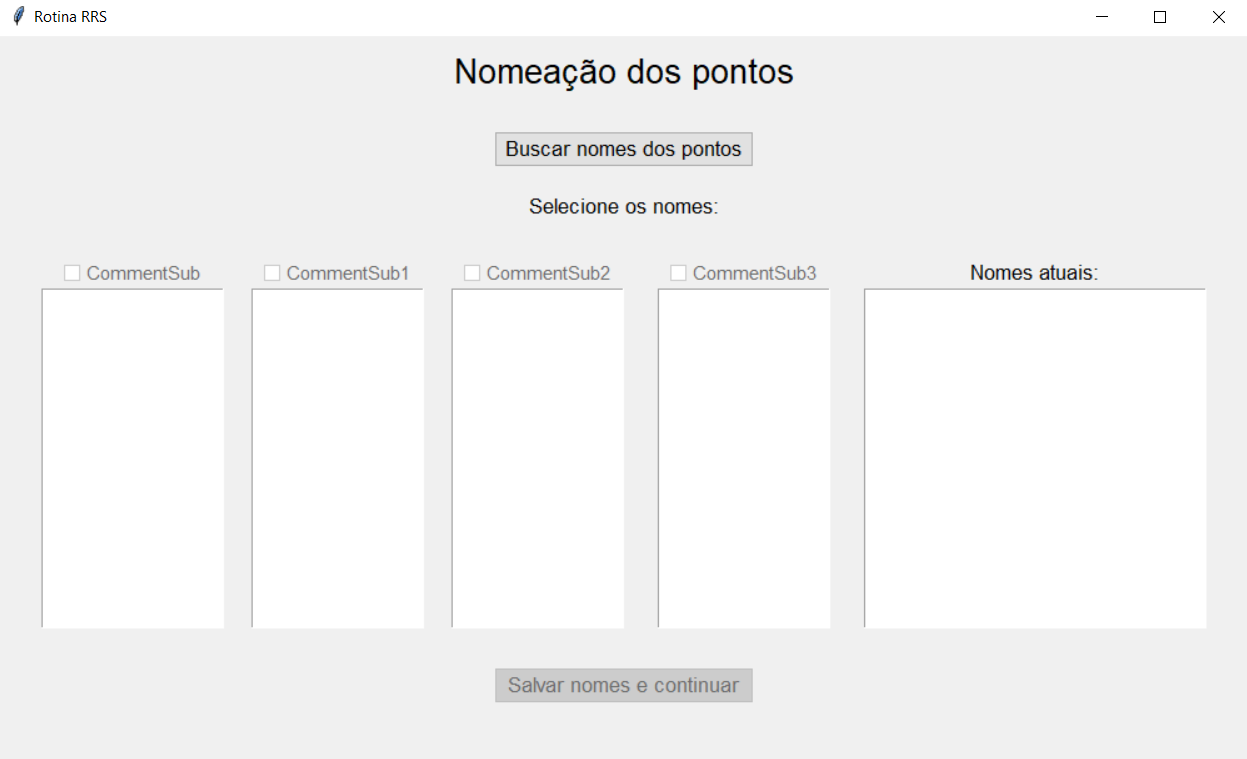 Rotina RRS
Nomeação dos pontos
Buscar nomes dos pontos
Selecione os nomes:
CommentSub CommentSub1 CommentSub2 CommentSub3 Nomes atuais:
Salvar nomes e continuar